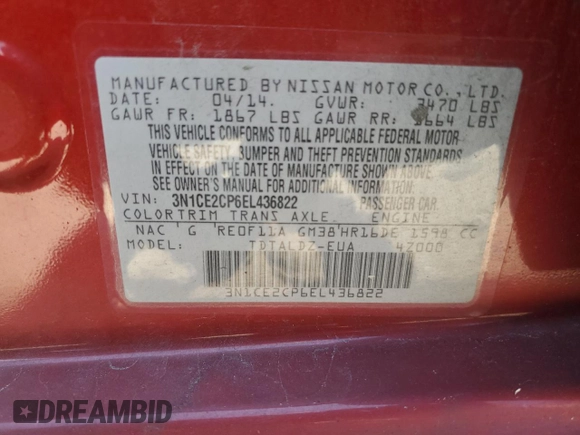 MANUFACTURED BY NISSAN MOTOR CO., LTD.
DATE: 04/14. GVWR: 3470 LBS
GAWR FR: 1867 LBS GAWR RR: 1664 LBS
THIS VEHICLE CONFORMS TO ALL APPLICABLE FEDERAL MOTOR
VEHICLE SAFETY, BUMPER AND THEFT PREVENTION STANDARDS
IN EFFECT ON THE DATE OF MANUFACTURE SHOWN ABOVE.
SEE OWNER'S MANUAL FOR ADDITIONAL INFORMATION.
VIN: 3N1CE2CP6EL436822 PASSENGER CAR.
COLOR TRIM TRANS AXLE ENGINE
NAC G RE0F11A GM38 HR16DE 1598 CC
MODEL: TDTALDZ-EUA 42000
3N1CE2CP6EL436822
DREAMBID